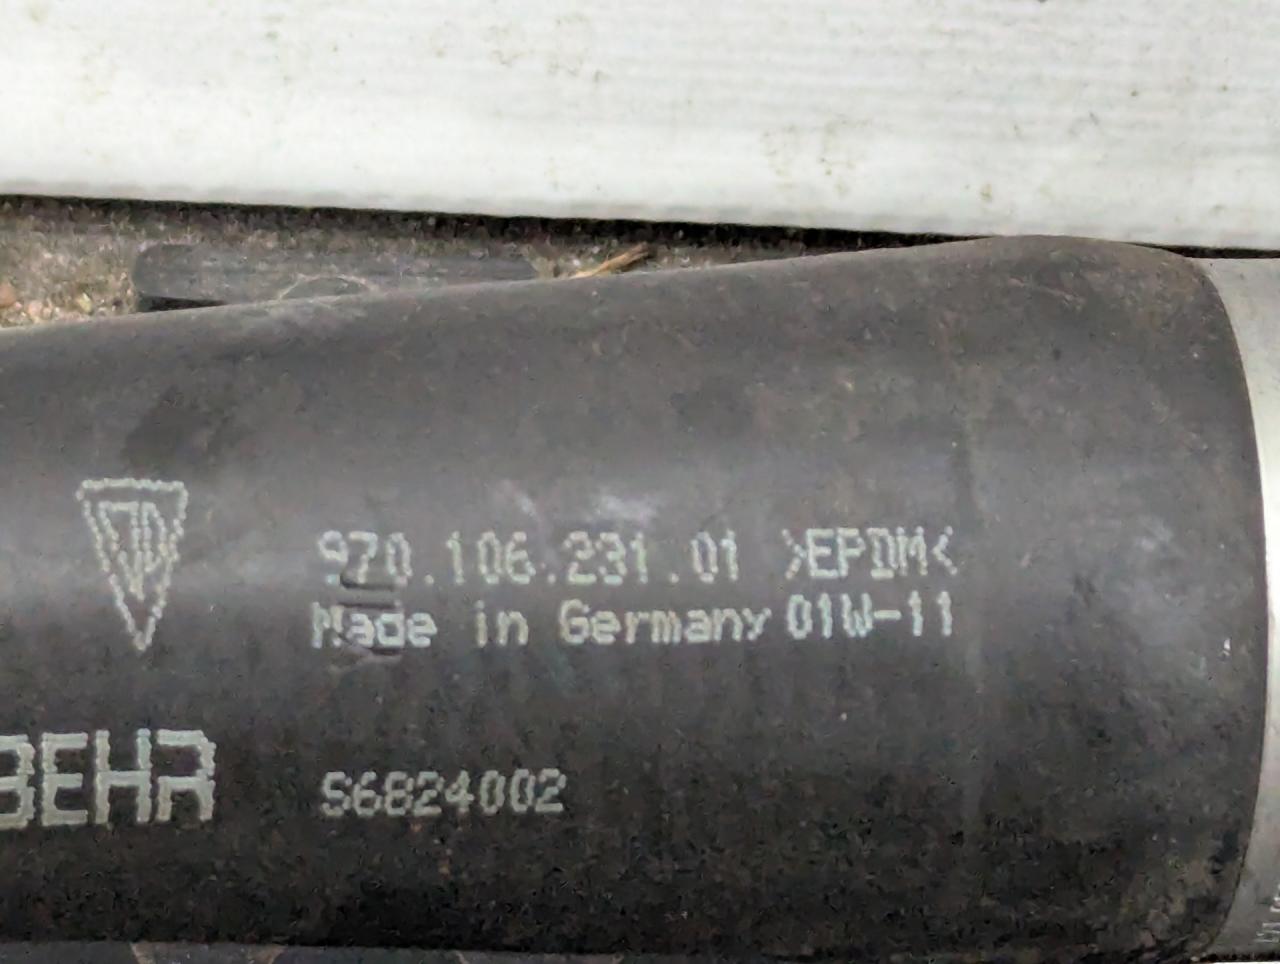 970.106.231.01 >EPDM<
Made in Germany 01W-11
BEHR
S6824002